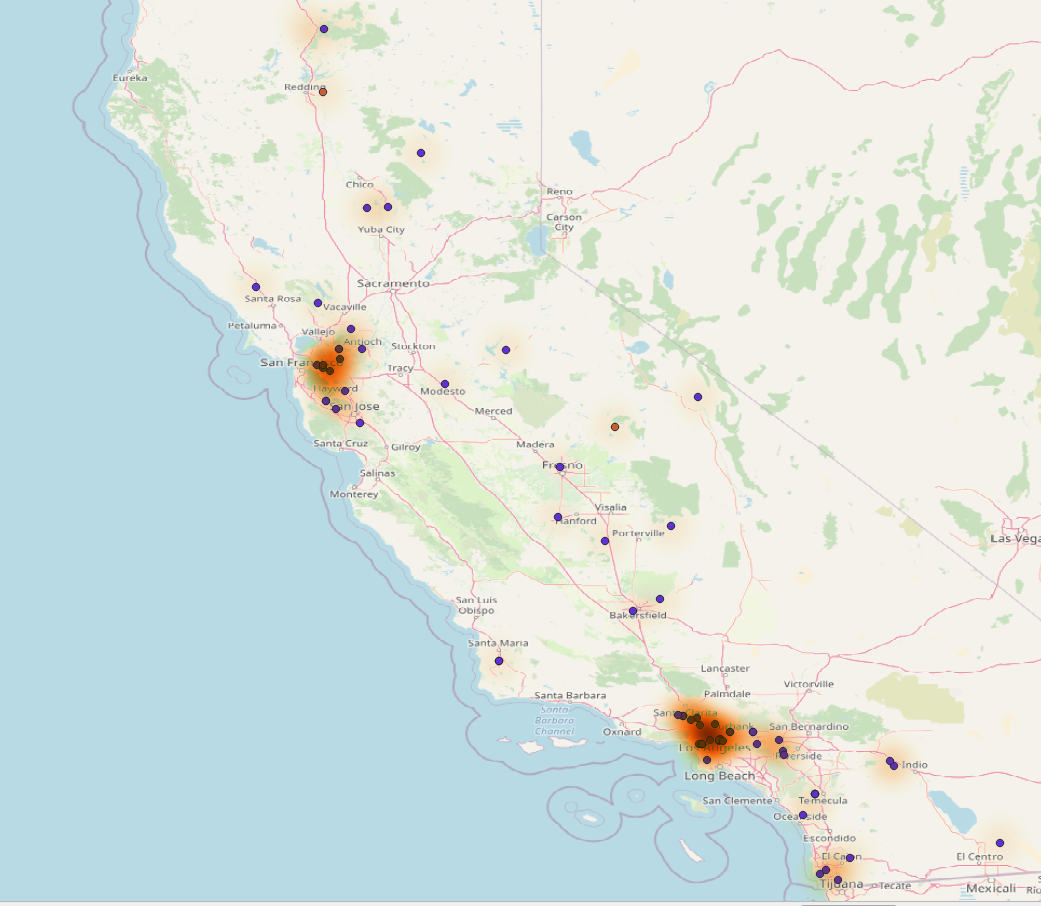 Eureka
Redding
Chico
Reno
Yuba City
Carson
City
Sacramento
Santa Rosa
Vacaville
Petaluma
Vallejo
Antioch
Stockton
San Fran
Tracy
Hayward
Modesto
San Jose
Merced
Santa Cruz
Gilroy
Madera
Fresno
Salinas
Monterey
Visalia
Hanford
Porterville
Las Vega
San Luis
Obispo
Bakersfield
Santa Maria
Lancaster
Victorville
Palmdale
Santa Barbara
Santa
Barbara
Channel
Santa Clarita
Oxnard
Burbank
San Bernardino
Los Angeles
Riverside
Indio
Long Beach
San Clemente
Temecula
Oceanside
Escondido
El Cajon
El Centro
Tijuana
Tecate
Mexicali